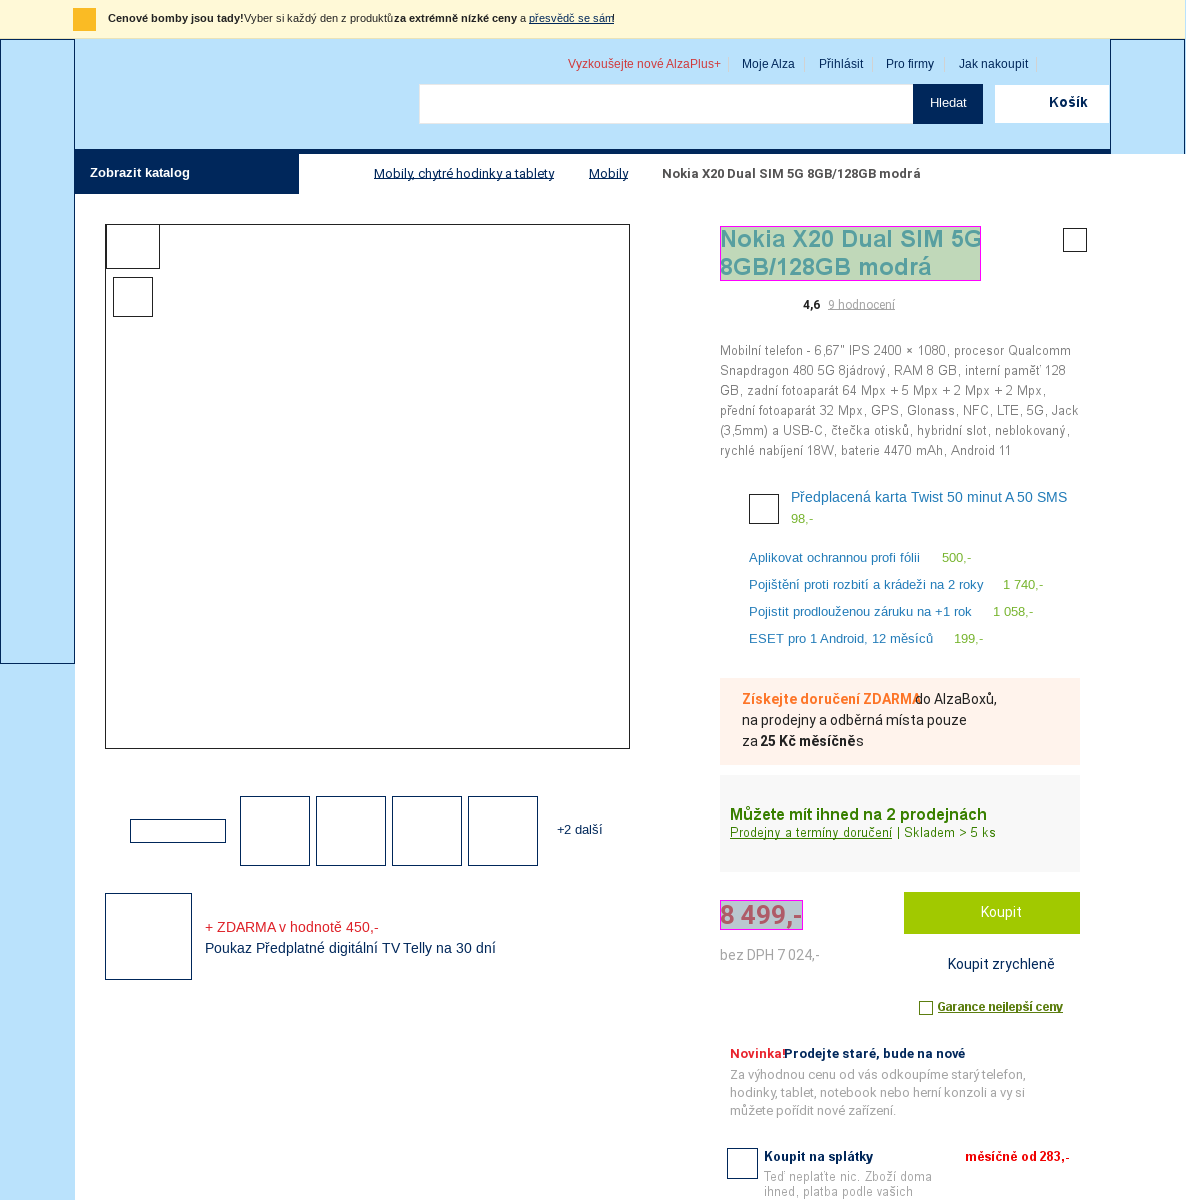 Cenové bomby jsou tady! Vyber si každý den z produktů za extrémně nízké ceny a přesvědč se sám!
Vyzkoušejte nové AlzaPlus+
Moje Alza
Přihlásit
Pro firmy
Jak nakoupit
Hledat
Košík
Zobrazit katalog
Mobily, chytré hodinky a tablety
Mobily
Nokia X20 Dual SIM 5G 8GB/128GB modrá
Nokia X20 Dual SIM 5G
8GB/128GB modrá
4,6 9 hodnocení
Mobilní telefon - 6,67" IPS 2400 × 1080, procesor Qualcomm
Snapdragon 480 5G 8jádrový, RAM 8 GB, interní paměť 128
GB, zadní fotoaparát 64 Mpx + 5 Mpx + 2 Mpx + 2 Mpx,
přední fotoaparát 32 Mpx, GPS, Glonass, NFC, LTE, 5G, Jack
(3,5mm) a USB-C, čtečka otisků, hybridní slot, neblokovaný,
rychlé nabíjení 18W, baterie 4470 mAh, Android 11
Předplacená karta Twist 50 minut A 50 SMS
98,-
Aplikovat ochrannou profi fólii 500,-
Pojištění proti rozbití a krádeži na 2 roky 1 740,-
Pojistit prodlouženou záruku na +1 rok 1 058,-
ESET pro 1 Android, 12 měsíců 199,-
Získejte doručení ZDARMA do AlzaBoxů,
na prodejny a odběrná místa pouze
za 25 Kč měsíčně s
+2 další
Můžete mít ihned na 2 prodejnách
Prodejny a termíny doručení | Skladem > 5 ks
+ ZDARMA v hodnotě 450,-
Poukaz Předplatné digitální TV Telly na 30 dní
8 499,-
Koupit
bez DPH 7 024,-
Koupit zrychleně
Garance nejlepší ceny
Novinka! Prodejte staré, bude na nové
Za výhodnou cenu od vás odkoupíme starý telefon,
hodinky, tablet, notebook nebo herní konzoli a vy si
můžete pořídit nové zařízení.
Koupit na splátky
měsíčně od 283,-
Teď neplaťte nic. Zboží doma
ihned, platba podle vašich